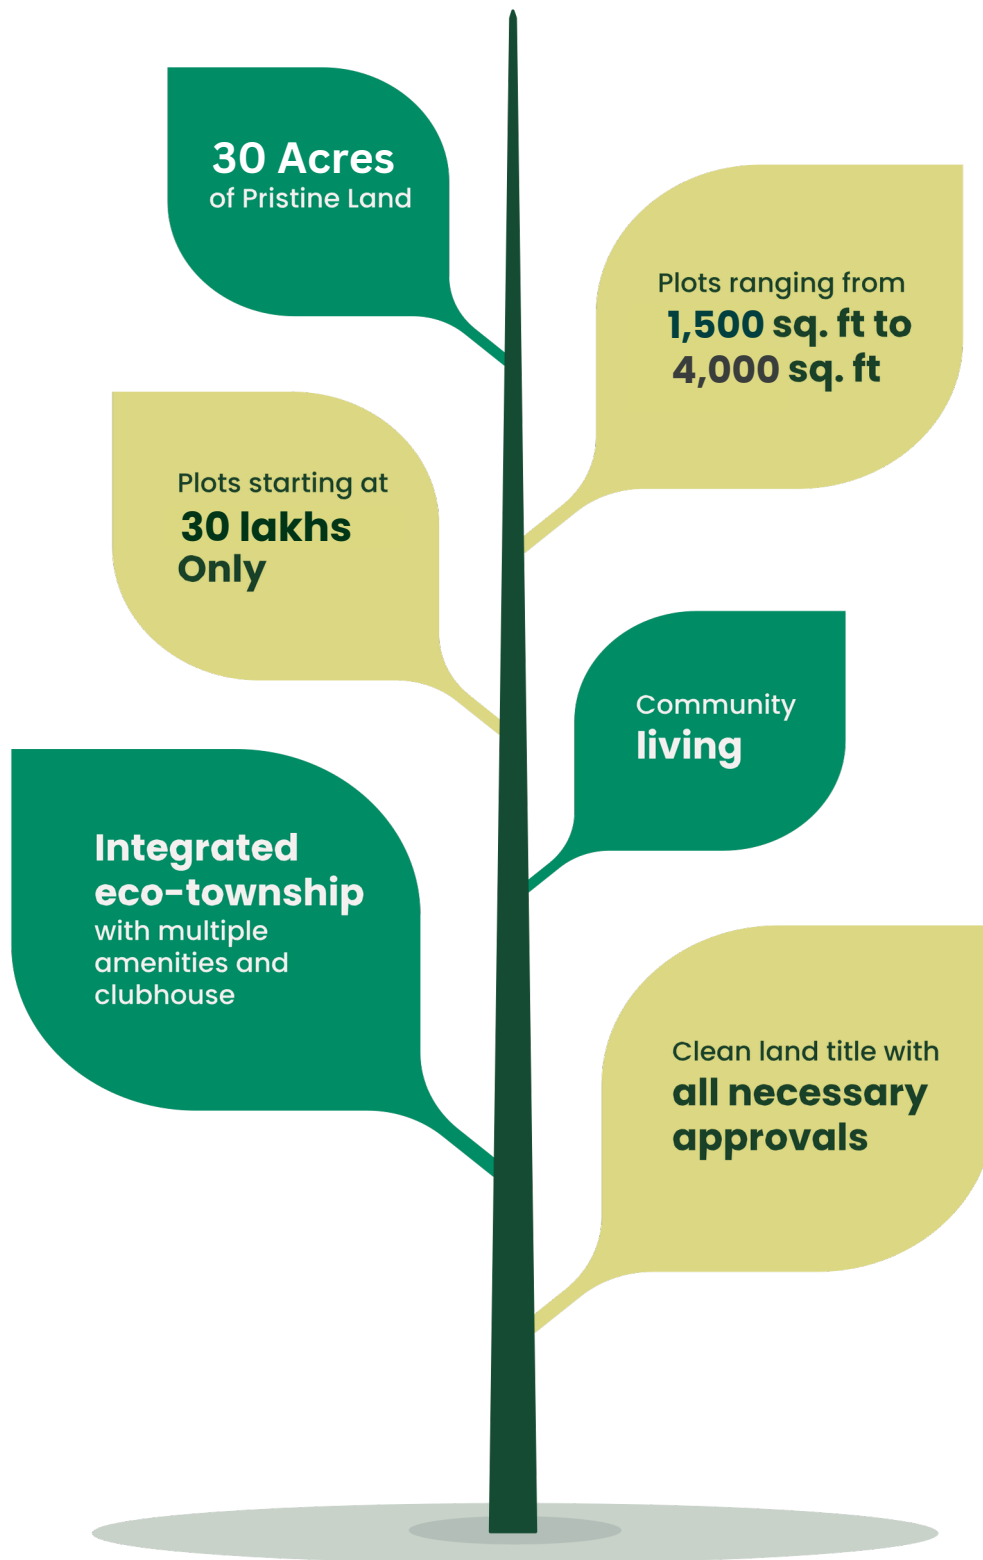 30 Acres
of Pristine Land
Plots ranging from
1,500 sq. ft to
4,000 sq. ft
Plots starting at
30 lakhs
Only
Community
living
Integrated
eco-township
with multiple
amenities and
clubhouse
Clean land title with
all necessary
approvals